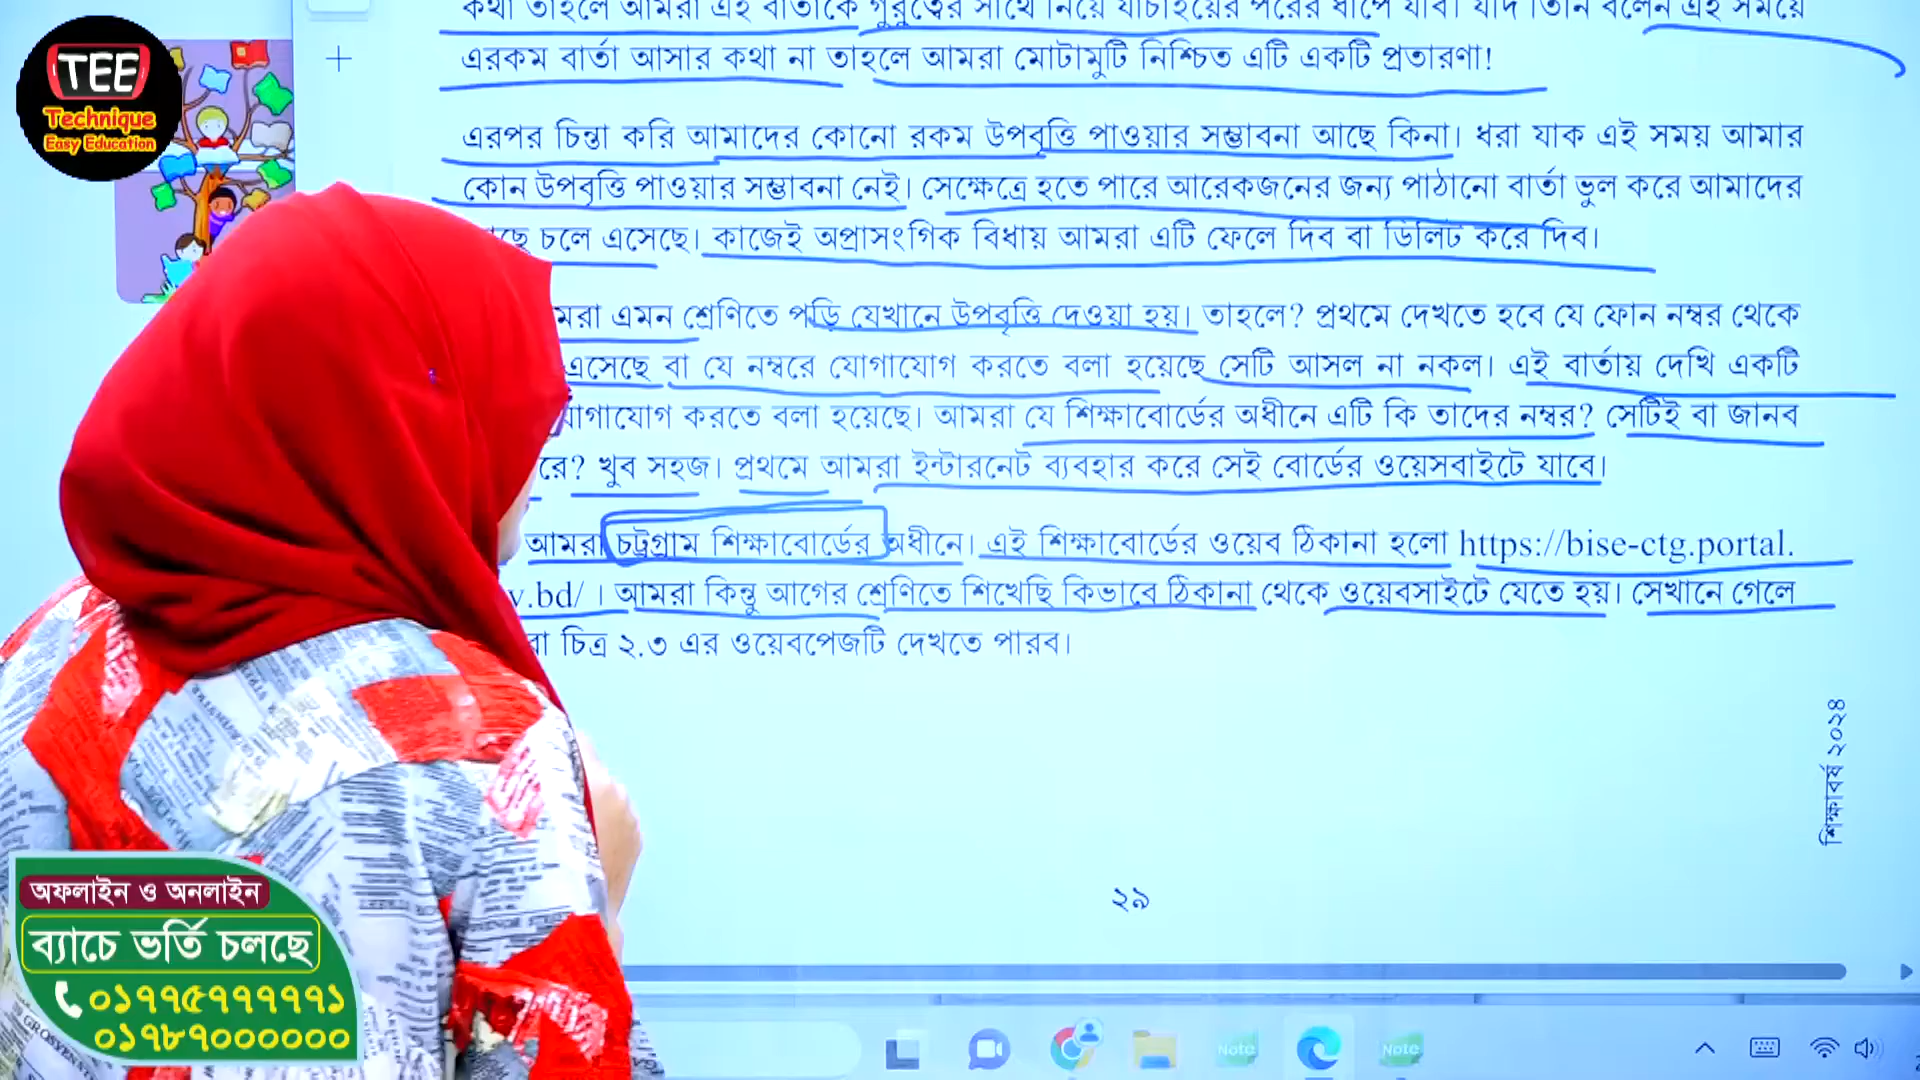 কথা তাহলে আমরা এই বার্তাকে গুরুত্বের সাথে নিয়ে যাচাইয়ের পরের ধাপে যাব। যদি তিনি বলেন এই সময়ে
এরকম বার্তা আসার কথা না তাহলে আমরা মোটামুটি নিশ্চিত এটি একটি প্রতারণা!
এরপর চিন্তা করি আমাদের কোনো রকম উপবৃত্তি পাওয়ার সম্ভাবনা আছে কিনা। ধরা যাক এই সময় আমার
কোন উপবৃত্তি পাওয়ার সম্ভাবনা নেই। সেক্ষেত্রে হতে পারে আরেকজনের জন্য পাঠানো বার্তা ভুল করে আমাদের
চলে এসেছে। কাজেই অপ্রাসংগিক বিধায় আমরা এটি ফেলে দিব বা ডিলিট করে দিব।
এমন শ্রেণিতে পড়ি যেখানে উপবৃত্তি দেওয়া হয়। তাহলে? প্রথমে দেখতে হবে যে ফোন নম্বর থেকে
এসেছে বা যে নম্বরে যোগাযোগ করতে বলা হয়েছে সেটি আসল না নকল। এই বার্তায় দেখি একটি
করতে বলা হয়েছে। আমরা যে শিক্ষাবোর্ডের অধীনে এটি কি তাদের নম্বর? সেটিই বা জানব
খুব সহজ। প্রথমে আমরা ইন্টারনেট ব্যবহার করে সেই বোর্ডের ওয়েসবাইটে যাবে।
আমরা চট্রগ্রাম শিক্ষাবোর্ডের অধীনে। এই শিক্ষাবোর্ডের ওয়েব ঠিকানা হলো https://bise-ctg.portal.
v.bd/ । আমরা কিন্তু আগের শ্রেণিতে শিখেছি কিভাবে ঠিকানা থেকে ওয়েবসাইটে যেতে হয়। সেখানে গেলে
চিত্র ২.৩ এর ওয়েবপেজটি দেখতে পারব।
শিক্ষাবর্ষ ২০২৪
২৯
TEE
Technique
Easy Education
অফলাইন ও অনলাইন
ব্যাচে ভর্তি চলছে
০১৭৭৫৭৭৭৭৭১
০১৭৮৭০০০০০০
Note
Note